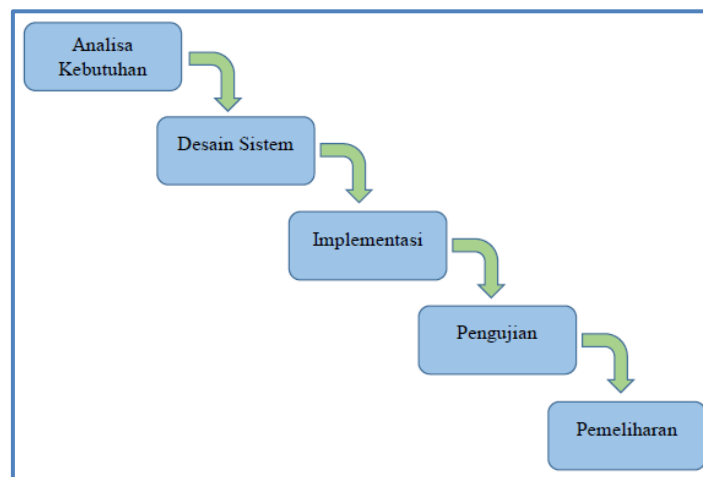 Analisa
Kebutuhan
Desain Sistem
Implementasi
Pengujian
Pemeliharan